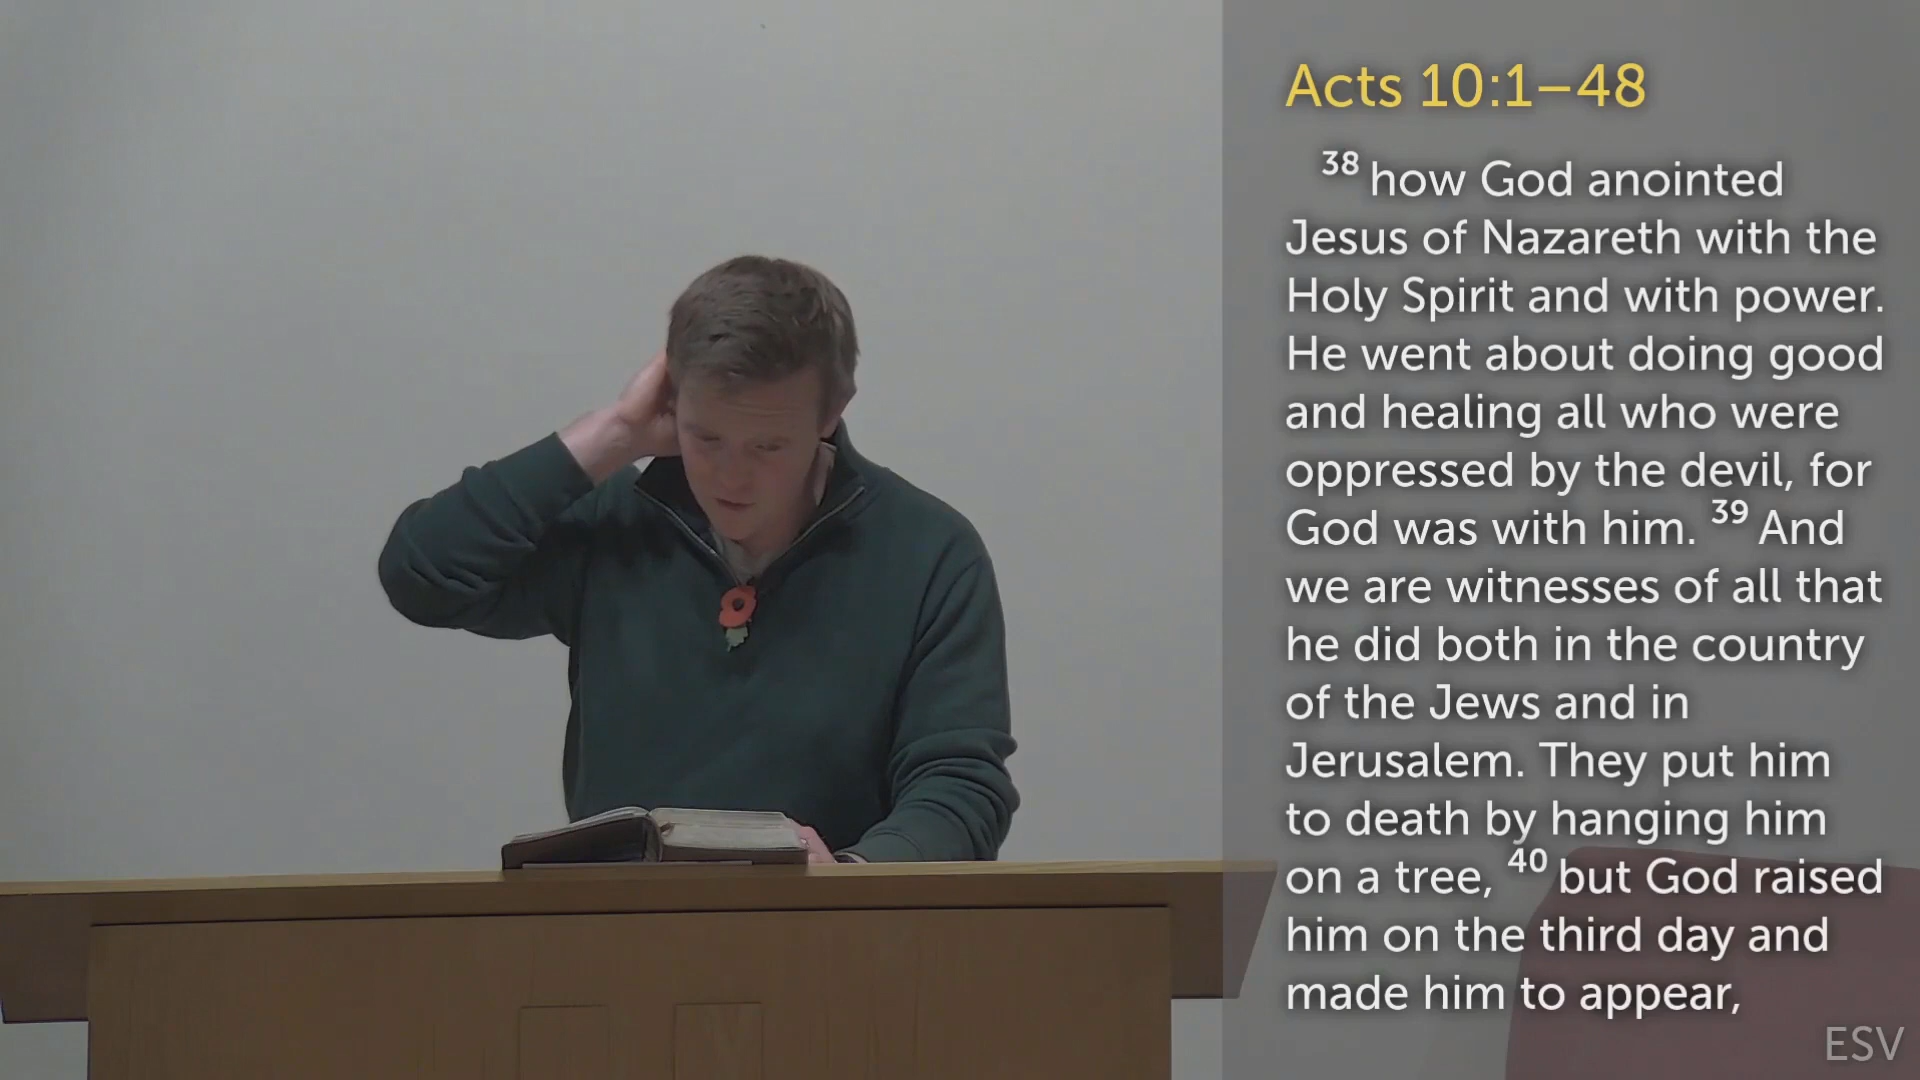 Acts 10:1–48
38 how God anointed
Jesus of Nazareth with the
Holy Spirit and with power.
He went about doing good
and healing all who were
oppressed by the devil, for
God was with him. 39 And
we are witnesses of all that
he did both in the country
of the Jews and in
Jerusalem. They put him
to death by hanging him
on a tree, 40 but God raised
him on the third day and
made him to appear,
ESV